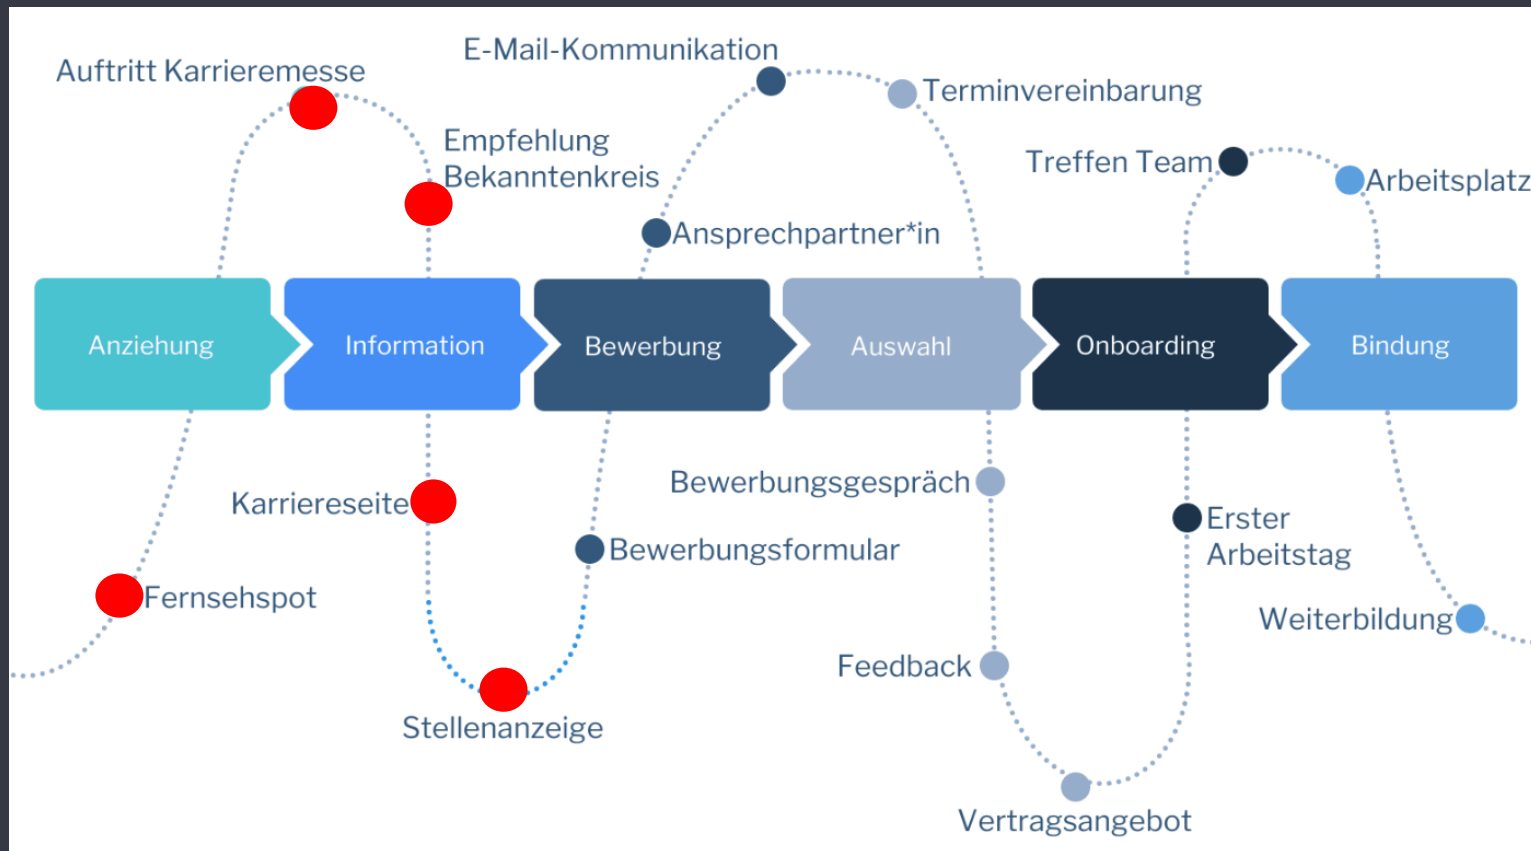 E-Mail-Kommunikation
Auftritt Karrieremesse
Terminvereinbarung
Empfehlung
Bekanntenkreis
Treffen Team
Arbeitsplatz
Ansprechpartner*in
Anziehung
Information
Bewerbung
Auswahl
Onboarding
Bindung
Bewerbungsgespräch
Karriereseite
Erster
Arbeitstag
Bewerbungsformular
Fernsehspot
Weiterbildung
Feedback
Stellenanzeige
Vertragsangebot